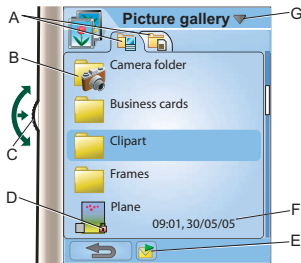 A
Picture gallery
G
B
Camera folder
Business cards
C
Clipart
Frames
D
Plane
09:01, 30/05/05
F
E